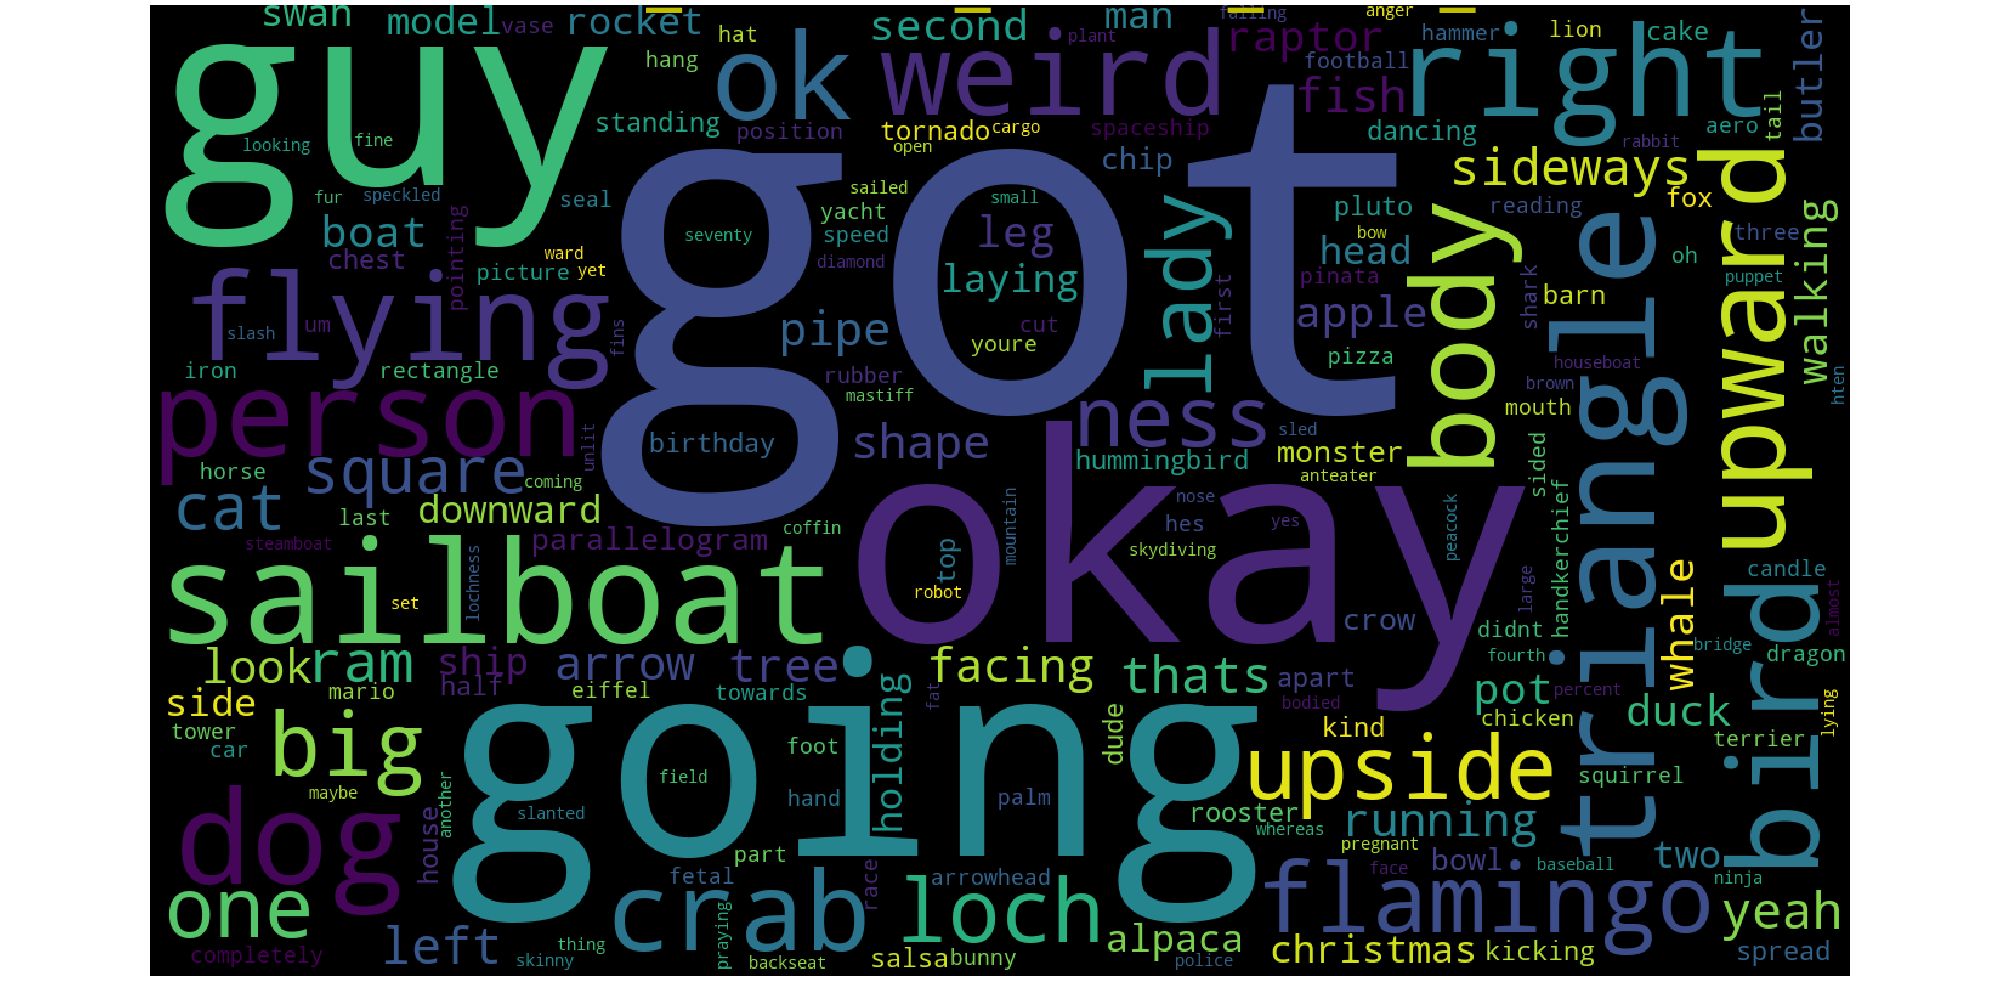 swan
model
vase
rocket
hat
second
plant
man
falling
anger
raptor
hammer
lion
cake
butler
guy
hang
ok
weird
football
right
fish
standing
position
tornado
cargo
spaceship
dancing
aero
tail
looking
fine
open
chip
rabbit
sideways
upward
got
fur
speckled
seal
sailed
small
yacht
lady
pluto
body
reading
fox
triangle
walking
boat
pointing
seventy
speed
leg
bow
head
three
oh
chest
picture
ward
yet
diamond
laying
first
pinata
shark
barn
puppet
flying
slash
um
fins
pipe
cut
youre
apple
pizza
houseboat
iron
rectangle
rubber
mastiff
brown
hten
person
unlit
birthday
shape
ness
sled
mouth
horse
square
coming
hummingbird
monster
anteater
sided
cat
last
downward
coffin
okay
mountain
nose
hes
yes
peacock
handkerchief
steamboat
lochness
parallelogram
top
skydiving
sailboat
set
robot
large
whale
candle
almost
bird
crow
didnt
bridge
look
ram
ship
arrow
tree
facing
thats
fourth
dragon
half
mario
eiffel
towards
holding
fat
apart
bodied
pot
percent
side
dude
kind
chicken
duck
lying
tower
car
big
going
foot
upside
terrier
maybe
another
field
hand
palm
squirrel
dog
house
slanted
rooster
whereas
running
pregnant
part
race
bowl
baseball
two
one
fetal
crab
arrowhead
loch
flamingo
face
ninja
yeah
completely
left
thing
skinny
praying
backseat
salsa
bunny
alpaca
police
christmas
kicking
spread